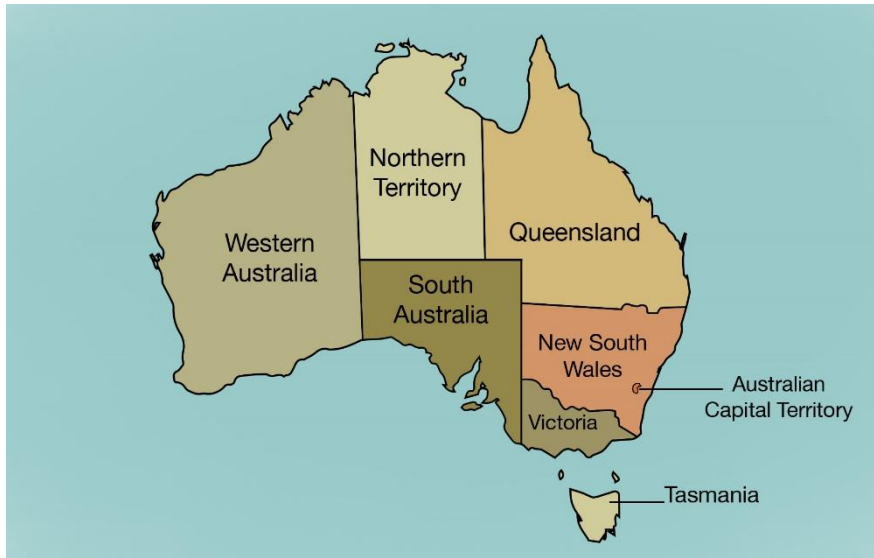 Northern
Territory
Western
Australia
Queensland
South
Australia
New South
Wales
Australian
Capital Territory
Victoria
Tasmania